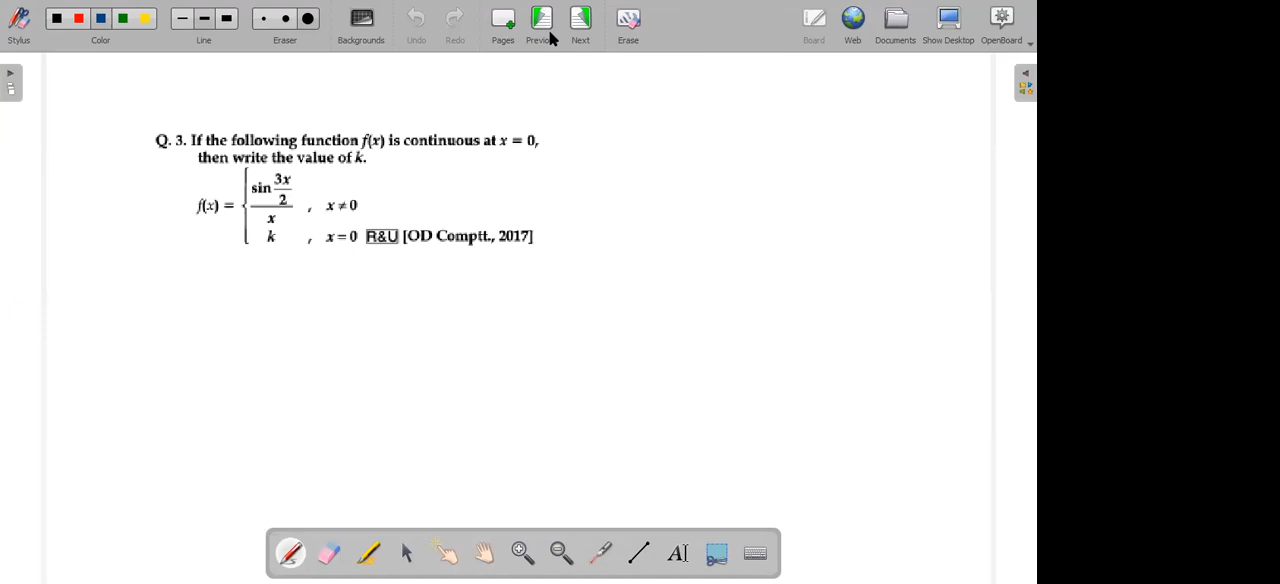 Stylus Color Line Eraser Backgrounds Undo Redo Pages Previo Next Erase Board Web Documents Show Desktop OpenBoard
Q. 3. If the following function f(x) is continuous at x = 0,
then write the value of k.
sin 3x/2
f(x) = , x ≠ 0
x
k , x = 0 R&U [OD Comptt., 2017]
AI